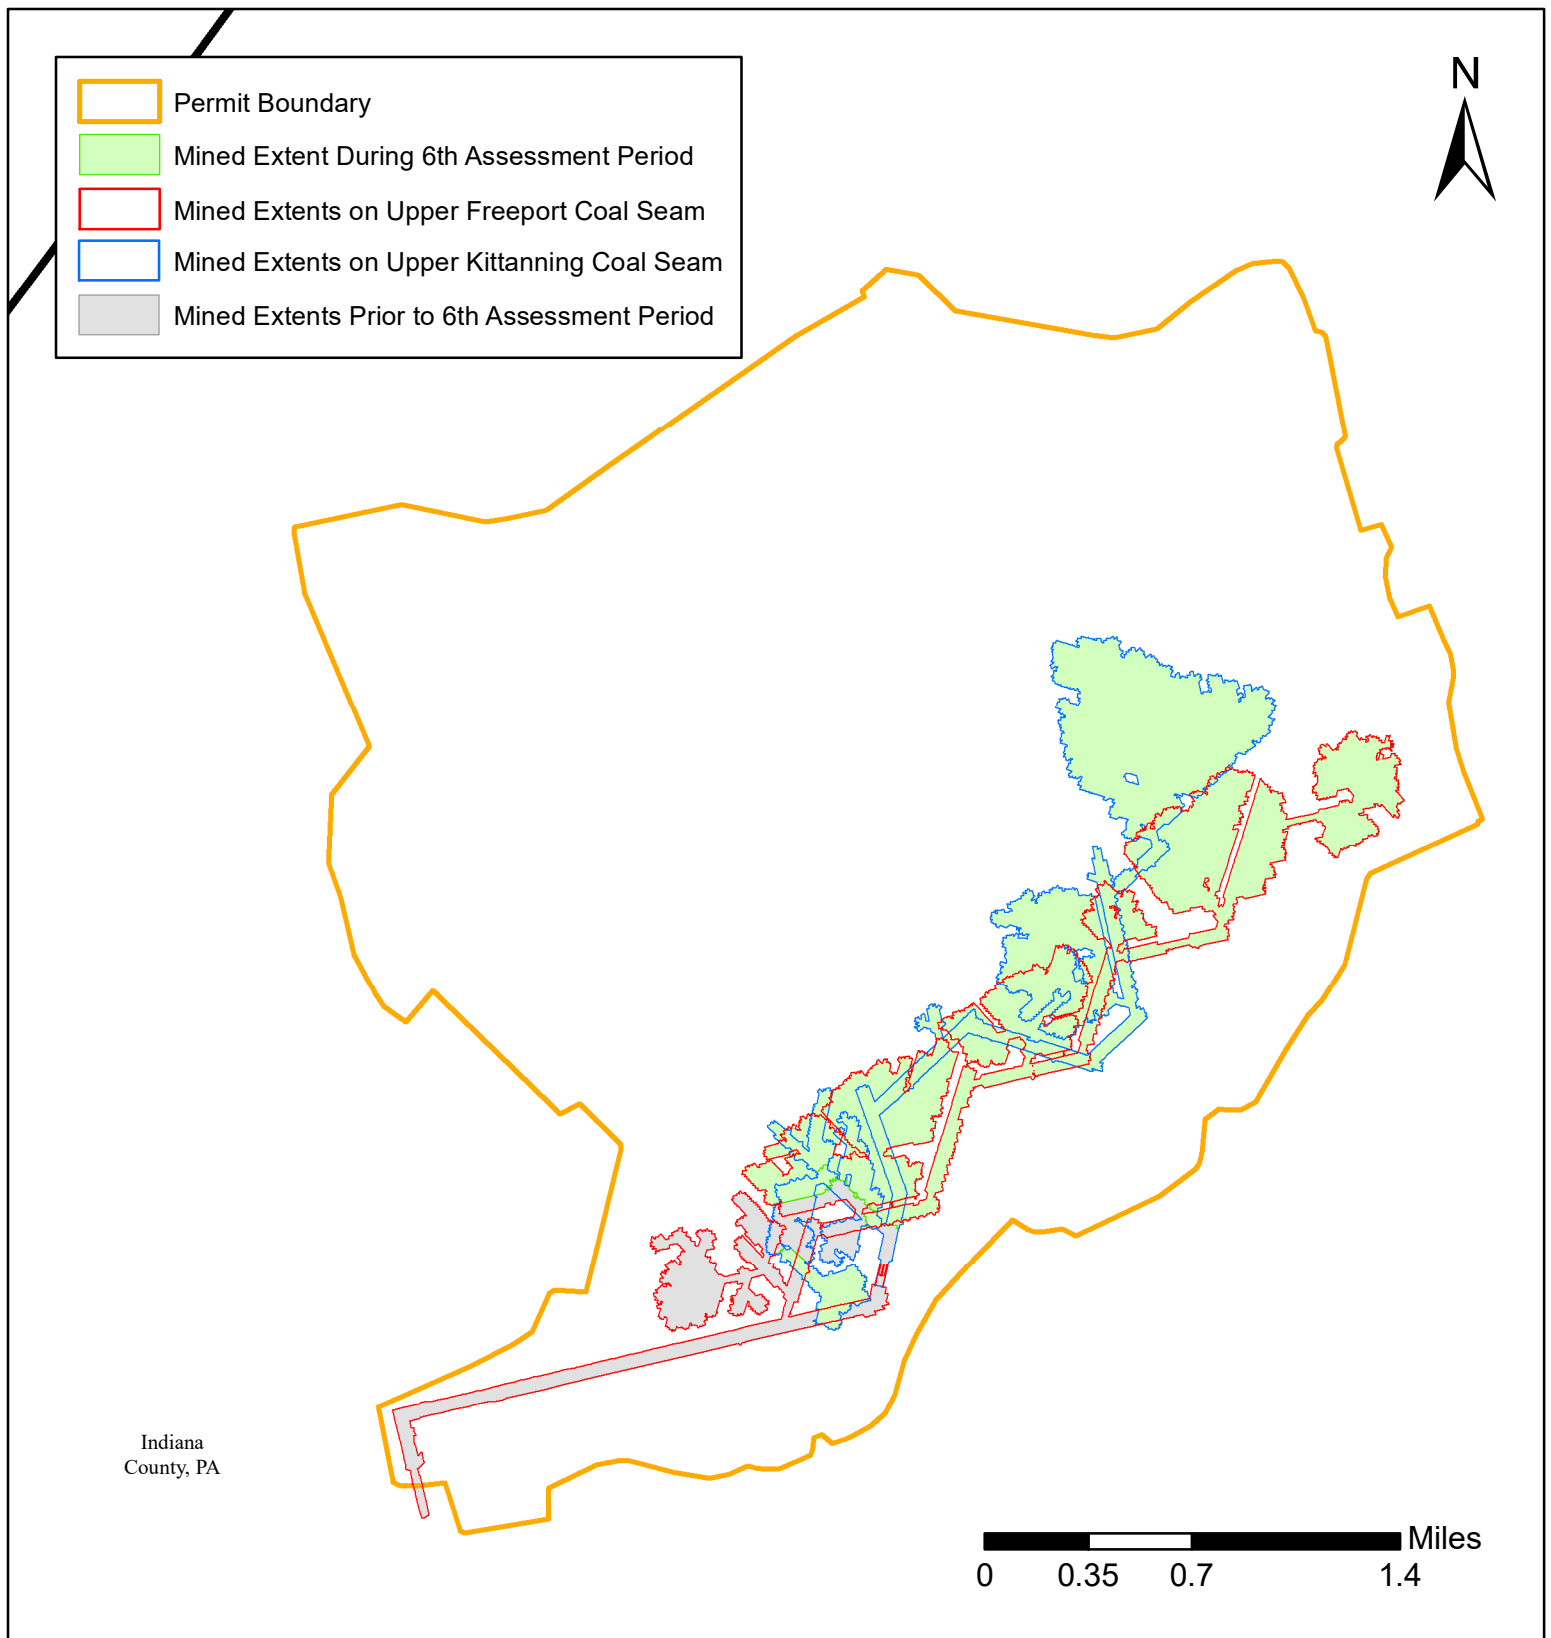 N
Permit Boundary
Mined Extent During 6th Assessment Period
Mined Extents on Upper Freeport Coal Seam
Mined Extents on Upper Kittanning Coal Seam
Mined Extents Prior to 6th Assessment Period
Indiana
County, PA
Miles
0 0.35 0.7 1.4